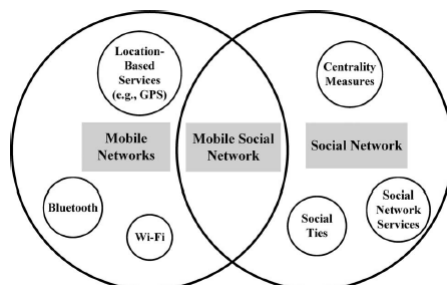 Location-
Based
Services
(e.g., GPS)
Centrality
Measures
Mobile
Networks
Mobile Social
Network
Social Network
Bluetooth
Wi-Fi
Social
Ties
Social
Network
Services